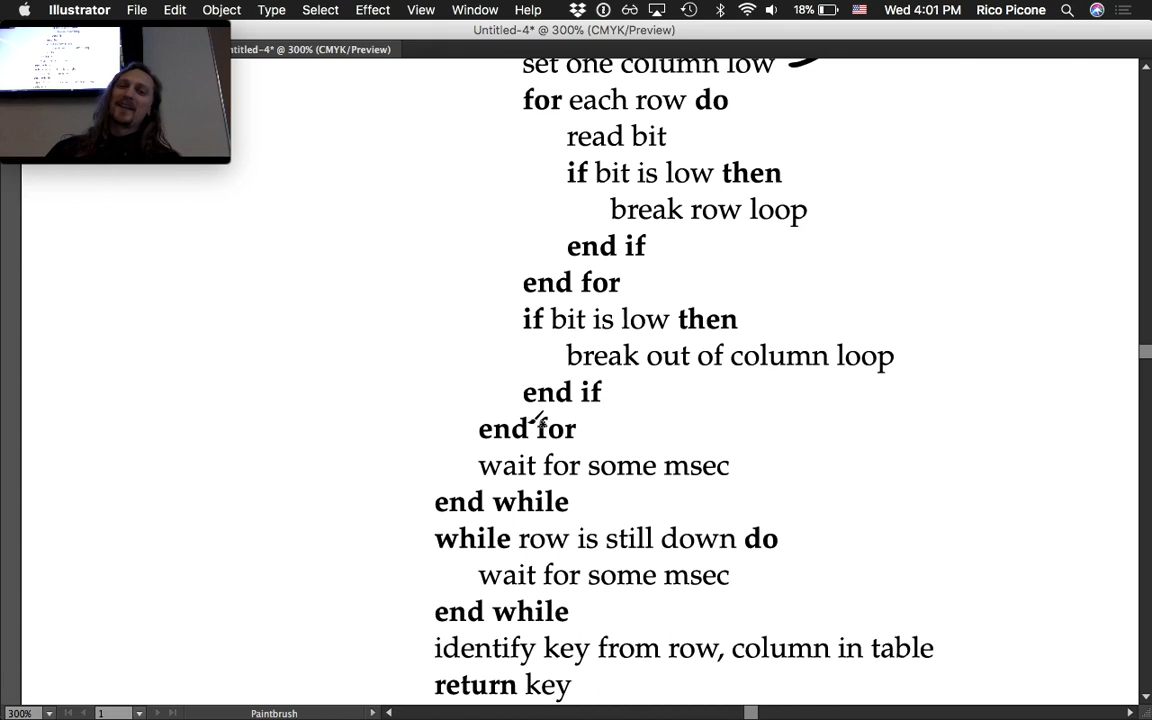 Illustrator File Edit Object Type Select Effect View Window Help 18% Wed 4:01 PM Rico Picone
Untitled-4* @ 300% (CMYK/Preview)
ntitled-4* @ 300% (CMYK/Preview)
set one column low
for each row do
read bit
if bit is low then
break row loop
end if
end for
if bit is low then
break out of column loop
end if
end for
wait for some msec
end while
while row is still down do
wait for some msec
end while
identify key from row, column in table
return key
300% 1 Paintbrush